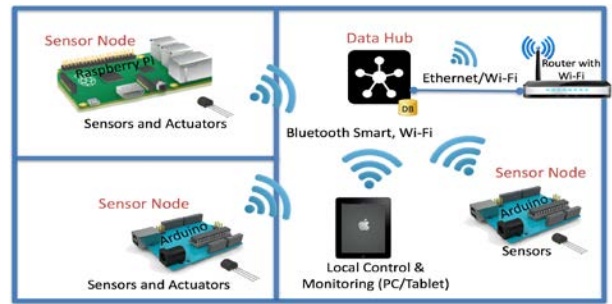 Sensor Node
Raspberry Pi
Sensors and Actuators
Sensor Node
Arduino
Sensors and Actuators
Data Hub
DB
Ethernet/Wi-Fi
Router with
Wi-Fi
Bluetooth Smart, Wi-Fi
Local Control &
Monitoring (PC/Tablet)
Sensor Node
Arduino
Sensors